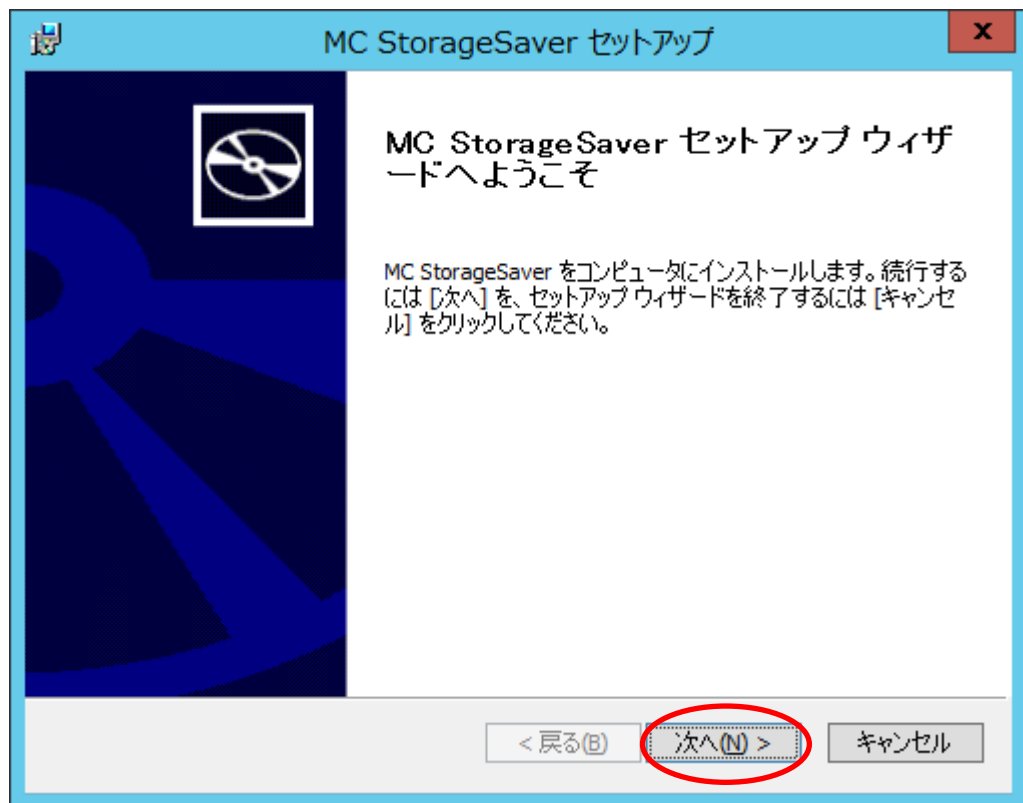 MC StorageSaver セットアップ
x
MC StorageSaver セットアップ ウィザ
ードへようこそ
MC StorageSaver をコンピュータにインストールします。続行する
には [次へ] を、セットアップ ウィザードを終了するには [キャンセ
ル] をクリックしてください。
< 戻る(B) 次へ(N) > キャンセル